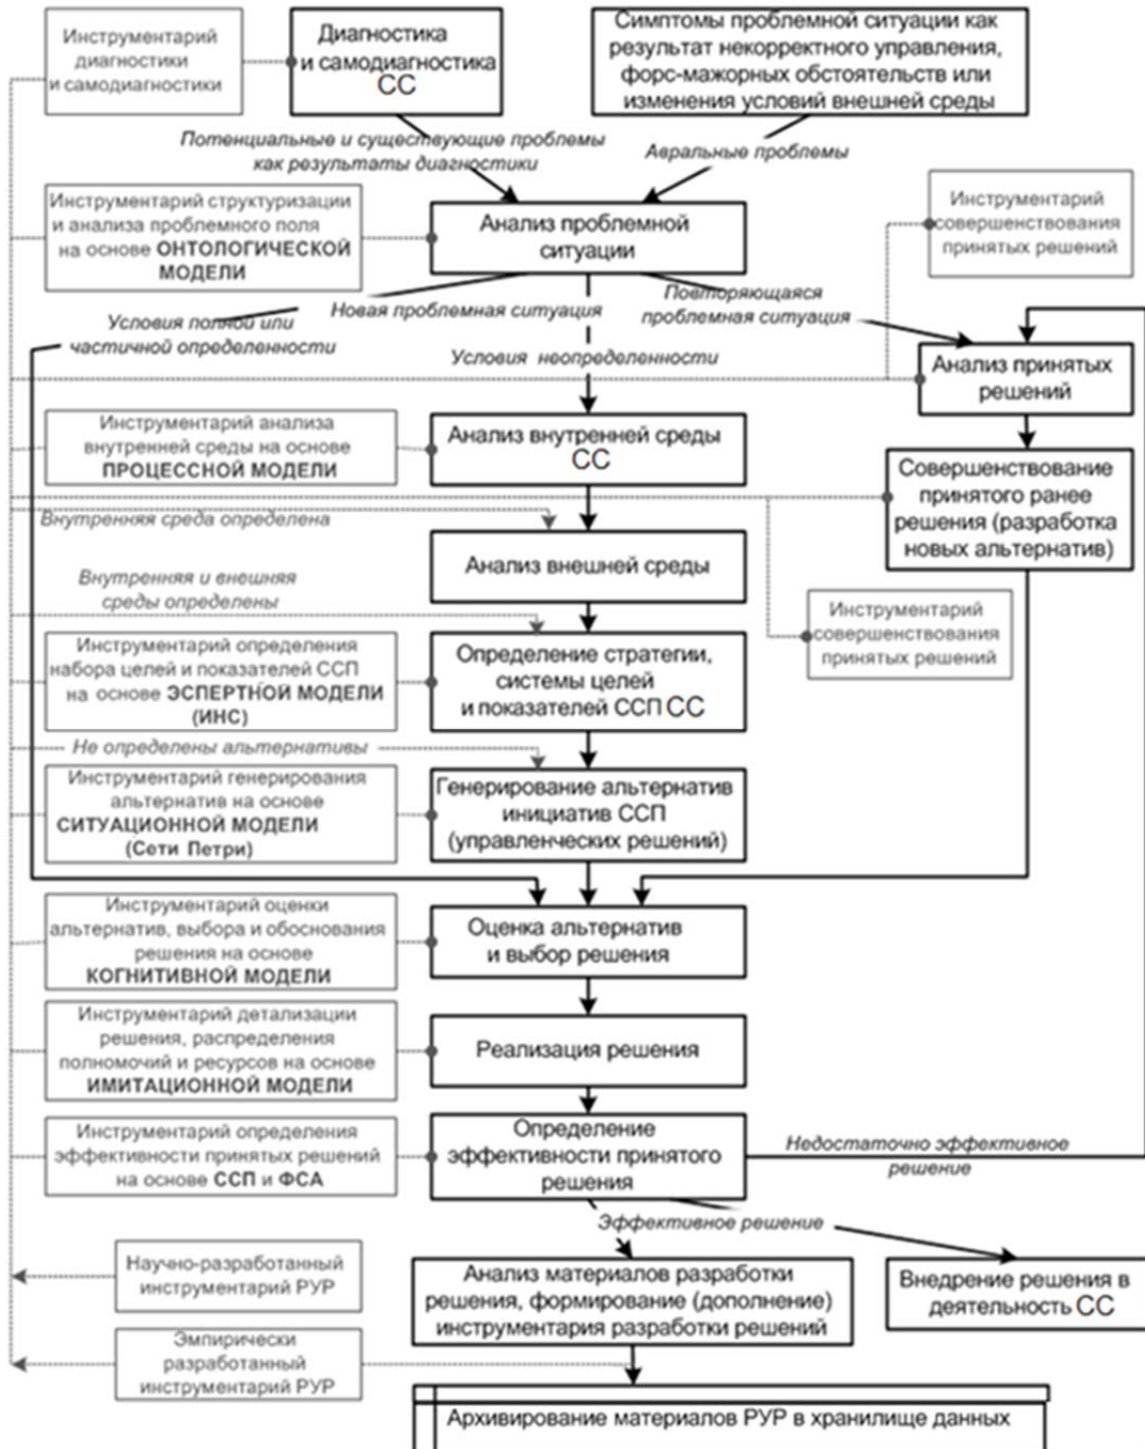 Инструментарий
диагностики
и самодиагностики
Диагностика
и самодиагностика
СС
Симптомы проблемной ситуации как
результат некорректного управления,
форс-мажорных обстоятельств или
изменения условий внешней среды
Потенциальные и существующие проблемы
как результаты диагностики
Авральные проблемы
Инструментарий структуризации
и анализа проблемного поля
на основе ОНТОЛОГИЧЕСКОЙ
МОДЕЛИ
Анализ проблемной
ситуации
Инструментарий
совершенствования
принятых решений
Условия полной или
частичной определенности
Новая проблемная ситуация
Повторяющаяся
проблемная ситуация
Условия неопределенности
Анализ принятых
решений
Инструментарий анализа
внутренней среды на основе
ПРОЦЕССНОЙ МОДЕЛИ
Анализ внутренней среды
СС
Совершенствование
принятого ранее
решения (разработка
новых альтернатив)
Внутренняя среда определена
Анализ внешней среды
Внутренняя и внешняя
среды определены
Инструментарий
совершенствования
принятых решений
Инструментарий определения
набора целей и показателей ССП
на основе ЭСПЕРТНОЙ МОДЕЛИ
(ИНС)
Определение стратегии,
системы целей
и показателей ССП СС
Не определены альтернативы
Инструментарий генерирования
альтернатив на основе
СИТУАЦИОННОЙ МОДЕЛИ
(Сети Петри)
Генерирование альтернатив
инициатив ССП
(управленческих решений)
Инструментарий оценки
альтернатив, выбора и обоснования
решения на основе
КОГНИТИВНОЙ МОДЕЛИ
Оценка альтернатив
и выбор решения
Инструментарий детализации
решения, распределения
полномочий и ресурсов на основе
ИМИТАЦИОННОЙ МОДЕЛИ
Реализация решения
Инструментарий определения
эффективности принятых решений
на основе ССП и ФСА
Определение
эффективности принятого
решения
Недостаточно эффективное
решение
Эффективное решение
Научно-разработанный
инструментарий РУР
Анализ материалов разработки
решения, формирование (дополнение)
инструментария разработки решений
Внедрение решения в
деятельность СС
Эмпирически
разработанный
инструментарий РУР
Архивирование материалов РУР в хранилище данных